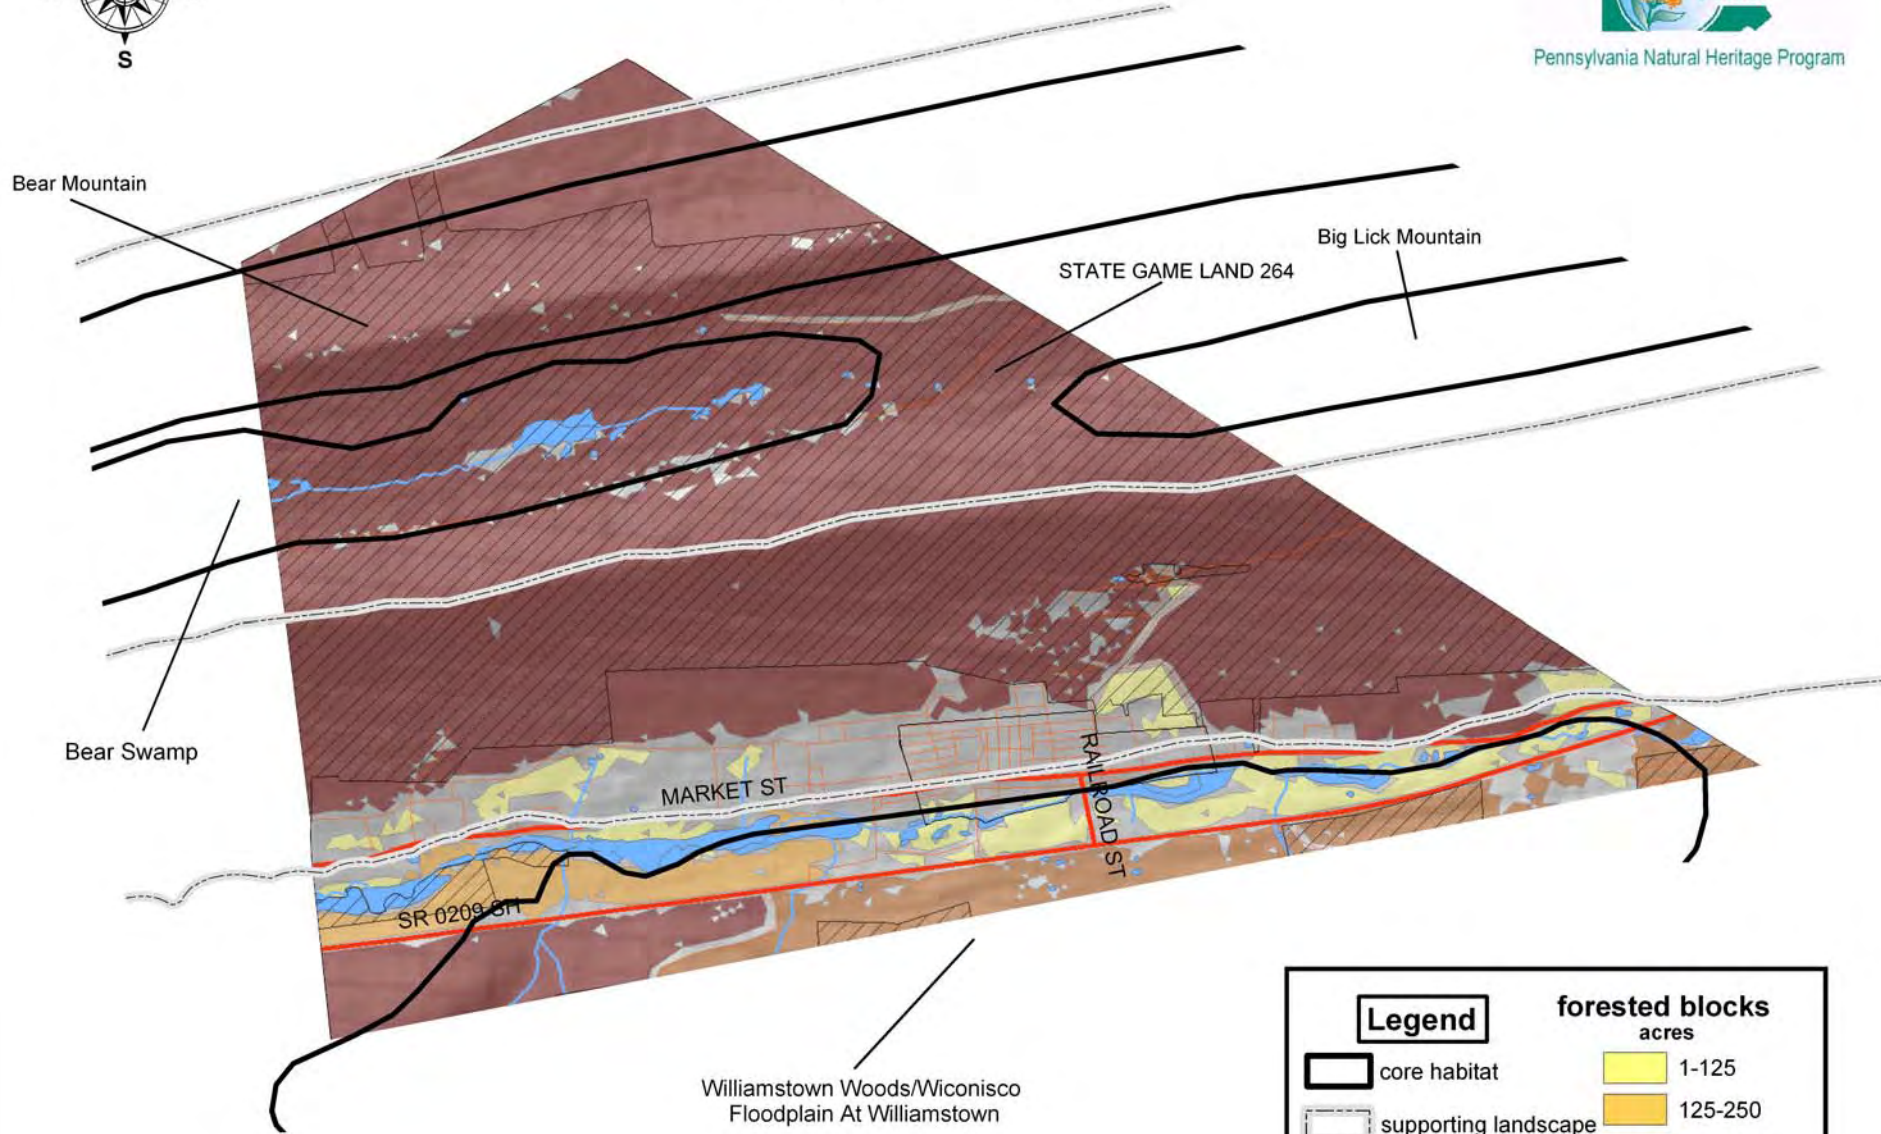 S
Pennsylvania Natural Heritage Program
Bear Mountain
Big Lick Mountain
STATE GAME LAND 264
Bear Swamp
MARKET ST
RAILROAD ST
SR 0209 SH
Williamstown Woods/Wiconisco
Floodplain At Williamstown
Legend
forested blocks
acres
core habitat
1-125
supporting landscape
125-250